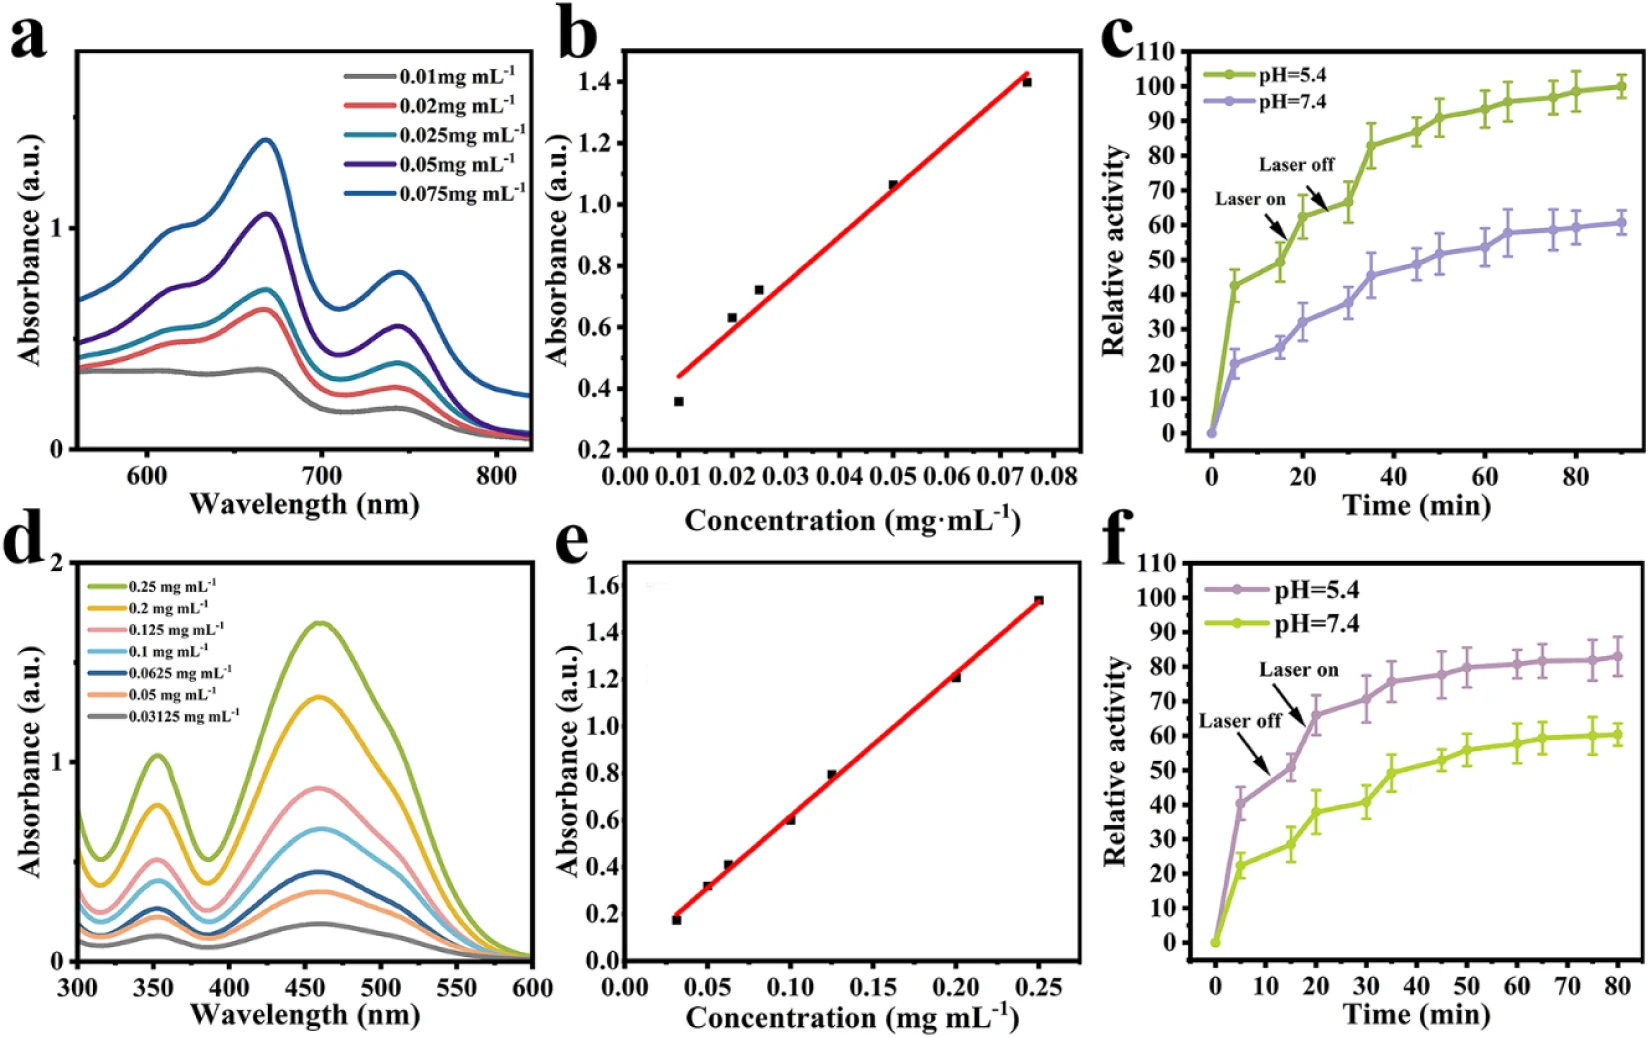 a
1
0
600
700
800
Wavelength (nm)
Absorbance (a.u.)
0.01mg mL⁻¹
0.02mg mL⁻¹
0.025mg mL⁻¹
0.05mg mL⁻¹
0.075mg mL⁻¹
b
1.4
1.2
1.0
0.8
0.6
0.4
0.2
0.00 0.01 0.02 0.03 0.04 0.05 0.06 0.07 0.08
Concentration (mg·mL⁻¹)
Absorbance (a.u.)
c
110
100
90
80
70
60
50
40
30
20
10
0
0 20 40 60 80
Time (min)
Relative activity
pH=5.4
pH=7.4
Laser off
Laser on
d
2
1
0
300 350 400 450 500 550 600
Wavelength (nm)
Absorbance (a.u.)
0.25 mg mL⁻¹
0.2 mg mL⁻¹
0.125 mg mL⁻¹
0.1 mg mL⁻¹
0.0625 mg mL⁻¹
0.05 mg mL⁻¹
0.03125 mg mL⁻¹
e
1.6
1.4
1.2
1.0
0.8
0.6
0.4
0.2
0.0
0.00 0.05 0.10 0.15 0.20 0.25
Concentration (mg mL⁻¹)
Absorbance (a.u.)
f
110
100
90
80
70
60
50
40
30
20
10
0
0 10 20 30 40 50 60 70 80
Time (min)
Relative activity
pH=5.4
pH=7.4
Laser on
Laser off